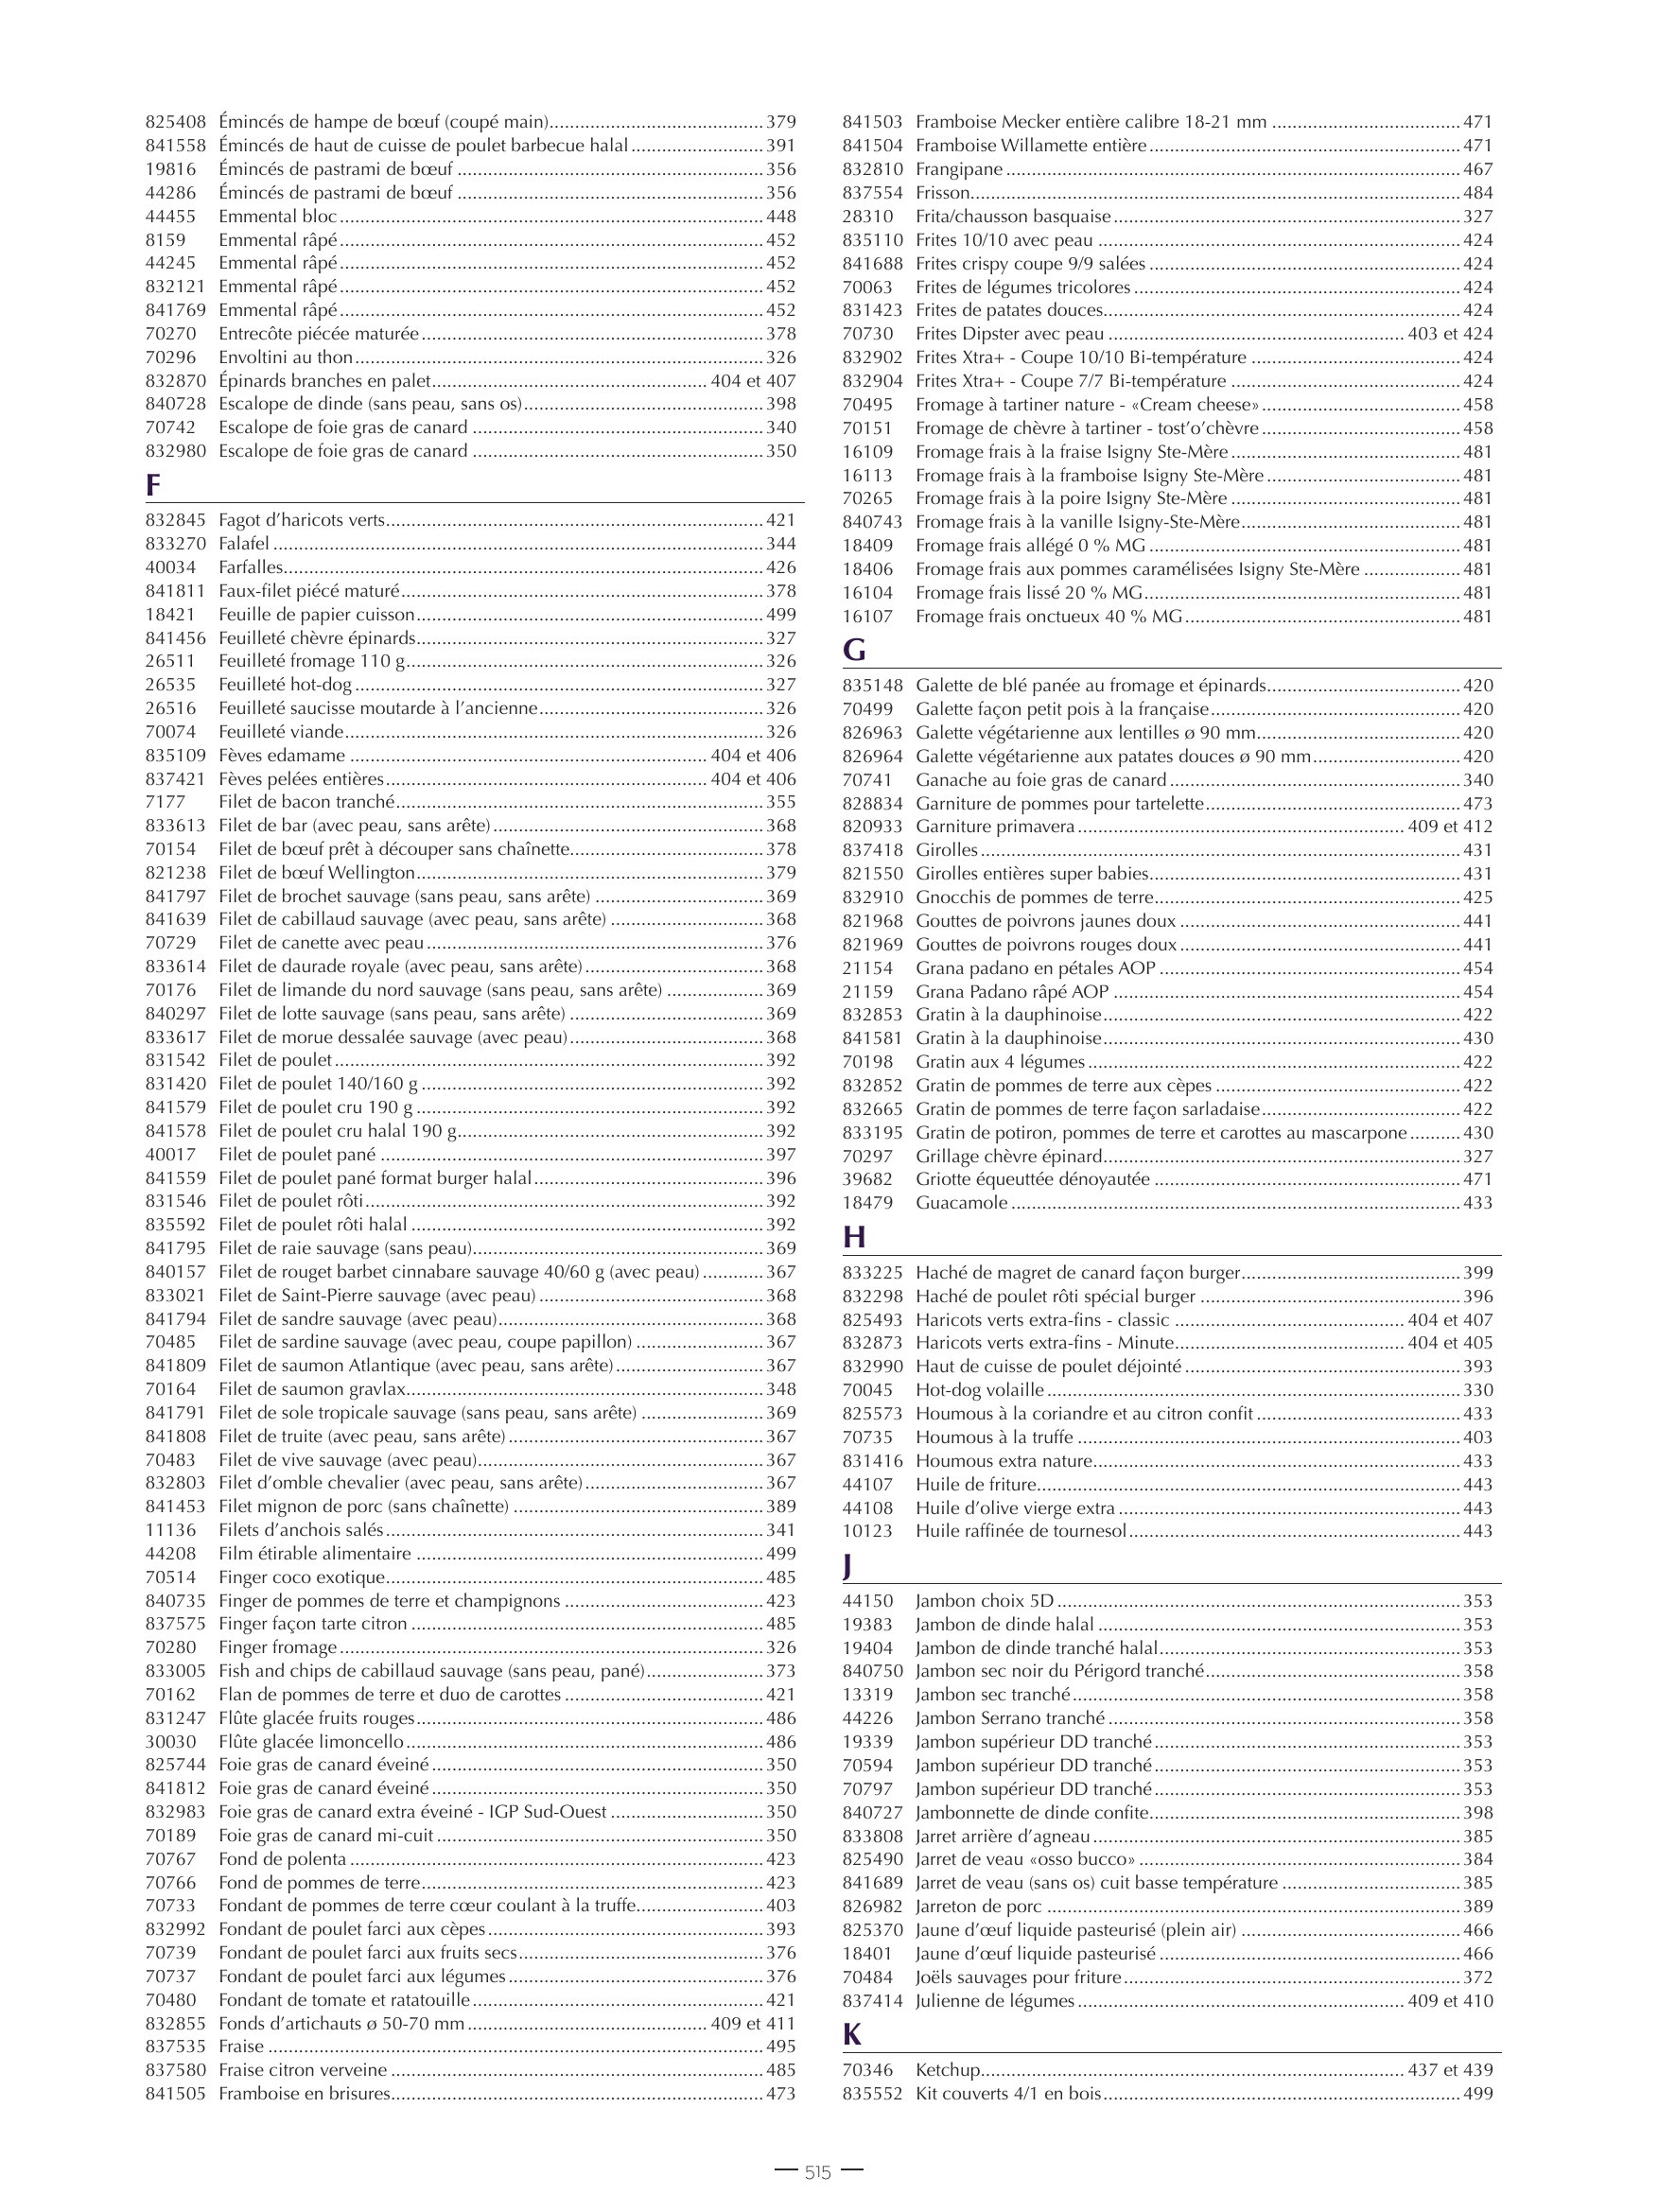 825408 Émincés de hampe de bœuf (coupé main)..........379
841558 Émincés de haut de cuisse de poulet barbecue halal..........391
19816 Émincés de pastrami de bœuf..........356
44286 Émincés de pastrami de bœuf..........356
44455 Emmental bloc..........448
8159 Emmental râpé..........452
44245 Emmental râpé..........452
832121 Emmental râpé..........452
841769 Emmental râpé..........452
70270 Entrecôte piécée maturée..........378
70296 Envoltini au thon..........326
832870 Épinards branches en palet..........404 et 407
840728 Escalope de dinde (sans peau, sans os)..........398
70742 Escalope de foie gras de canard..........340
832980 Escalope de foie gras de canard..........350
F
832845 Fagot d’haricots verts..........421
833270 Falafel..........344
40034 Farfalles..........426
841811 Faux-filet piécé maturé..........378
18421 Feuille de papier cuisson..........499
841456 Feuilleté chèvre épinards..........327
26511 Feuilleté fromage 110 g..........326
26535 Feuilleté hot-dog..........327
26516 Feuilleté saucisse moutarde à l’ancienne..........326
70074 Feuilleté viande..........326
835109 Fèves edamame..........404 et 406
837421 Fèves pelées entières..........404 et 406
7177 Filet de bacon tranché..........355
833613 Filet de bar (avec peau, sans arête)..........368
70154 Filet de bœuf prêt à découper sans chaînette..........378
821238 Filet de bœuf Wellington..........379
841797 Filet de brochet sauvage (sans peau, sans arête)..........369
841639 Filet de cabillaud sauvage (avec peau, sans arête)..........368
70729 Filet de canette avec peau..........376
833614 Filet de daurade royale (avec peau, sans arête)..........368
70176 Filet de limande du nord sauvage (sans peau, sans arête)..........369
840297 Filet de lotte sauvage (sans peau, sans arête)..........369
833617 Filet de morue dessalée sauvage (avec peau)..........368
831542 Filet de poulet..........392
831420 Filet de poulet 140/160 g..........392
841579 Filet de poulet cru 190 g..........392
841578 Filet de poulet cru halal 190 g..........392
40017 Filet de poulet pané..........397
841559 Filet de poulet pané format burger halal..........396
831546 Filet de poulet rôti..........392
835592 Filet de poulet rôti halal..........392
841795 Filet de raie sauvage (sans peau)..........369
840157 Filet de rouget barbet cinnabare sauvage 40/60 g (avec peau)..........367
833021 Filet de Saint-Pierre sauvage (avec peau)..........368
841794 Filet de sandre sauvage (avec peau)..........368
70485 Filet de sardine sauvage (avec peau, coupe papillon)..........367
841809 Filet de saumon Atlantique (avec peau, sans arête)..........367
70164 Filet de saumon gravlax..........348
841791 Filet de sole tropicale sauvage (sans peau, sans arête)..........369
841808 Filet de truite (avec peau, sans arête)..........367
70483 Filet de vive sauvage (avec peau)..........367
832803 Filet d’omble chevalier (avec peau, sans arête)..........367
841453 Filet mignon de porc (sans chaînette)..........389
11136 Filets d’anchois salés..........341
44208 Film étirable alimentaire..........499
70514 Finger coco exotique..........485
840735 Finger de pommes de terre et champignons..........423
837575 Finger façon tarte citron..........485
70280 Finger fromage..........326
833005 Fish and chips de cabillaud sauvage (sans peau, pané)..........373
70162 Flan de pommes de terre et duo de carottes..........421
831247 Flûte glacée fruits rouges..........486
30030 Flûte glacée limoncello..........486
825744 Foie gras de canard éveiné..........350
841812 Foie gras de canard éveiné..........350
832983 Foie gras de canard extra éveiné - IGP Sud-Ouest..........350
70189 Foie gras de canard mi-cuit..........350
70767 Fond de polenta..........423
70766 Fond de pommes de terre..........423
70733 Fondant de pommes de terre cœur coulant à la truffe..........403
832992 Fondant de poulet farci aux cèpes..........393
70739 Fondant de poulet farci aux fruits secs..........376
70737 Fondant de poulet farci aux légumes..........376
70480 Fondant de tomate et ratatouille..........421
832855 Fonds d’artichauts ø 50-70 mm..........409 et 411
837535 Fraise..........495
837580 Fraise citron verveine..........485
841505 Framboise en brisures..........473
841503 Framboise Mecker entière calibre 18-21 mm..........471
841504 Framboise Willamette entière..........471
832810 Frangipane..........467
837554 Frisson..........484
28310 Frita/chausson basquaise..........327
835110 Frites 10/10 avec peau..........424
841688 Frites crispy coupe 9/9 salées..........424
70063 Frites de légumes tricolores..........424
831423 Frites de patates douces..........424
70730 Frites Dipster avec peau..........403 et 424
832902 Frites Xtra+ - Coupe 10/10 Bi-température..........424
832904 Frites Xtra+ - Coupe 7/7 Bi-température..........424
70495 Fromage à tartiner nature - «Cream cheese»..........458
70151 Fromage de chèvre à tartiner - tost’o’chèvre..........458
16109 Fromage frais à la fraise Isigny Ste-Mère..........481
16113 Fromage frais à la framboise Isigny Ste-Mère..........481
70265 Fromage frais à la poire Isigny Ste-Mère..........481
840743 Fromage frais à la vanille Isigny-Ste-Mère..........481
18409 Fromage frais allégé 0 % MG..........481
18406 Fromage frais aux pommes caramélisées Isigny Ste-Mère..........481
16104 Fromage frais lissé 20 % MG..........481
16107 Fromage frais onctueux 40 % MG..........481
G
835148 Galette de blé panée au fromage et épinards..........420
70499 Galette façon petit pois à la française..........420
826963 Galette végétarienne aux lentilles ø 90 mm..........420
826964 Galette végétarienne aux patates douces ø 90 mm..........420
70741 Ganache au foie gras de canard..........340
828834 Garniture de pommes pour tartelette..........473
820933 Garniture primavera..........409 et 412
837418 Girolles..........431
821550 Girolles entières super babies..........431
832910 Gnocchis de pommes de terre..........425
821968 Gouttes de poivrons jaunes doux..........441
821969 Gouttes de poivrons rouges doux..........441
21154 Grana padano en pétales AOP..........454
21159 Grana Padano râpé AOP..........454
832853 Gratin à la dauphinoise..........422
841581 Gratin à la dauphinoise..........430
70198 Gratin aux 4 légumes..........422
832852 Gratin de pommes de terre aux cèpes..........422
832665 Gratin de pommes de terre façon sarladaise..........422
833195 Gratin de potiron, pommes de terre et carottes au mascarpone..........430
70297 Grillage chèvre épinard..........327
39682 Griotte équeuttée dénoyautée..........471
18479 Guacamole..........433
H
833225 Haché de magret de canard façon burger..........399
832298 Haché de poulet rôti spécial burger..........396
825493 Haricots verts extra-fins - classic..........404 et 407
832873 Haricots verts extra-fins - Minute..........404 et 405
832990 Haut de cuisse de poulet déjointé..........393
70045 Hot-dog volaille..........330
825573 Houmous à la coriandre et au citron confit..........433
70735 Houmous à la truffe..........403
831416 Houmous extra nature..........433
44107 Huile de friture..........443
44108 Huile d’olive vierge extra..........443
10123 Huile raffinée de tournesol..........443
J
44150 Jambon choix 5D..........353
19383 Jambon de dinde halal..........353
19404 Jambon de dinde tranché halal..........353
840750 Jambon sec noir du Périgord tranché..........358
13319 Jambon sec tranché..........358
44226 Jambon Serrano tranché..........358
19339 Jambon supérieur DD tranché..........353
70594 Jambon supérieur DD tranché..........353
70797 Jambon supérieur DD tranché..........353
840727 Jambonnette de dinde confite..........398
833808 Jarret arrière d’agneau..........385
825490 Jarret de veau «osso bucco»..........384
841689 Jarret de veau (sans os) cuit basse température..........385
826982 Jarreton de porc..........389
825370 Jaune d’œuf liquide pasteurisé (plein air)..........466
18401 Jaune d’œuf liquide pasteurisé..........466
70484 Joëls sauvages pour friture..........372
837414 Julienne de légumes..........409 et 410
K
70346 Ketchup..........437 et 439
835552 Kit couverts 4/1 en bois..........499
515